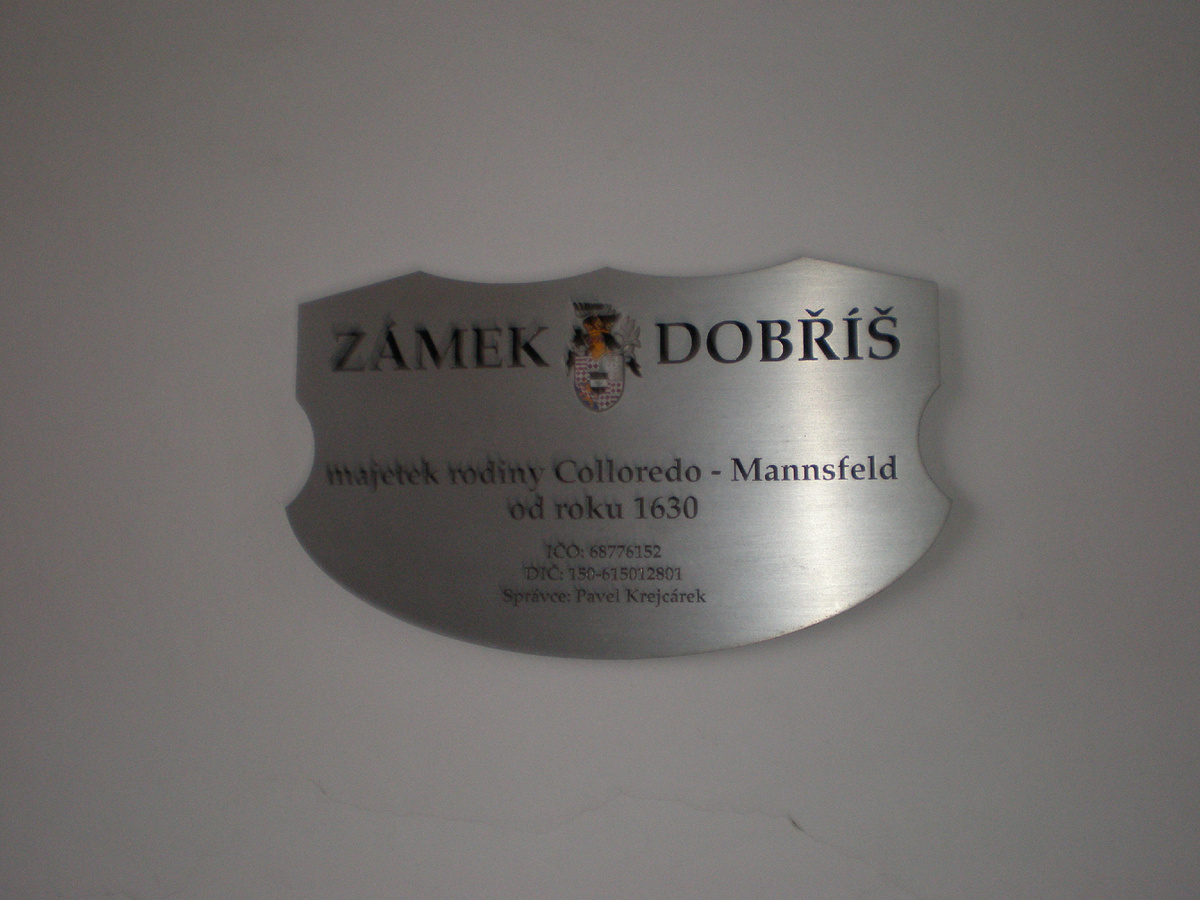 ZÁMEK DOBŘÍŠ
majetek rodiny Colloredo - Mannsfeld
od roku 1630
IČO: 68776152
DIČ: 150-615012801
Správce: Pavel Krejcárek